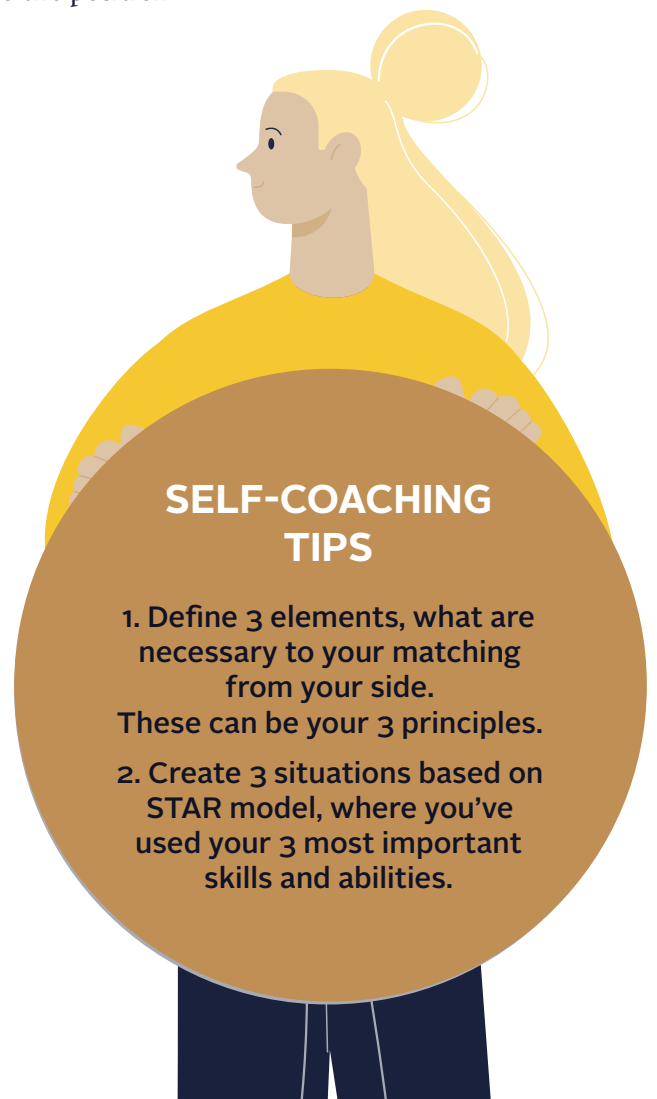 SELF-COACHING
TIPS
1. Define 3 elements, what are
necessary to your matching
from your side.
These can be your 3 principles.
2. Create 3 situations based on
STAR model, where you’ve
used your 3 most important
skills and abilities.